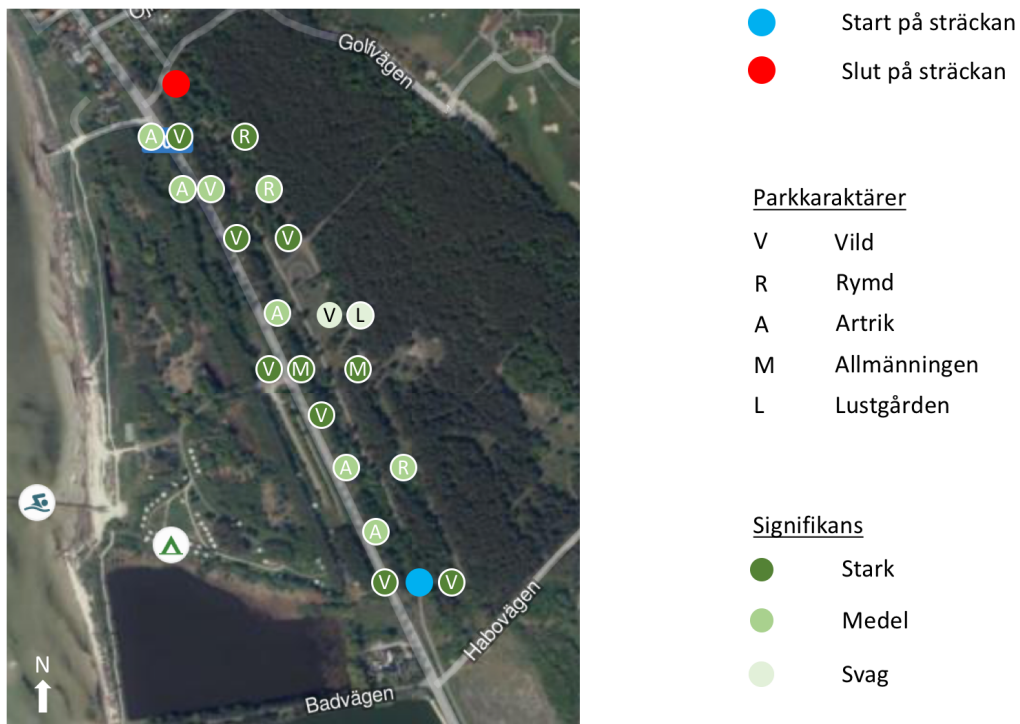 Ös
Golfvägen
A V R
A V R
V V
A V L
V M M
V
A R
A
V V
Habovägen
Badvägen
N
Start på sträckan
Slut på sträckan
Parkkaraktärer
V Vild
R Rymd
A Artrik
M Allmänningen
L Lustgården
Signifikans
Stark
Medel
Svag